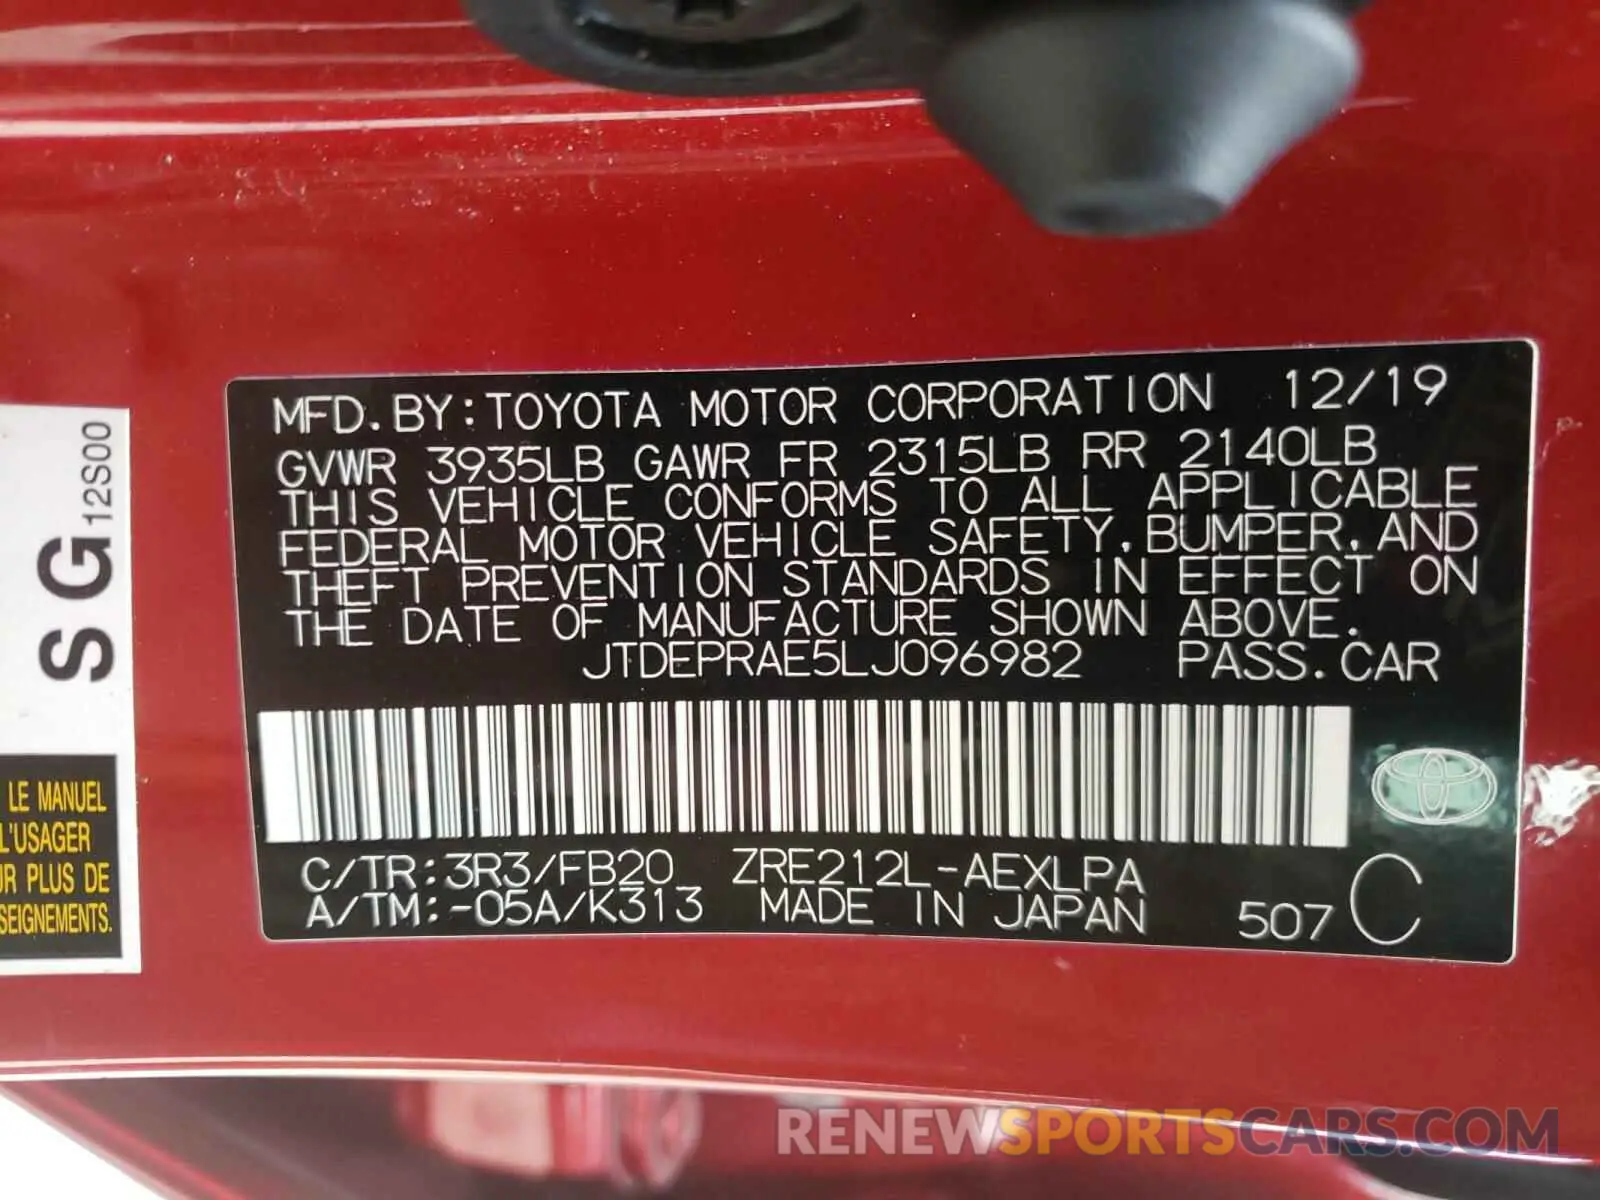 MFD. BY: TOYOTA MOTOR CORPORATION 12/19
GVWR 3935LB GAWR FR 2315LB RR 2140LB
THIS VEHICLE CONFORMS TO ALL APPLICABLE
FEDERAL MOTOR VEHICLE SAFETY, BUMPER, AND
THEFT PREVENTION STANDARDS IN EFFECT ON
THE DATE OF MANUFACTURE SHOWN ABOVE.
JTDEPRAE5LJ096982 PASS. CAR
C/TR: 3R3/FB20 ZRE212L-AEXLPA
A/TM: -05A/K313 MADE IN JAPAN 507 C
SG12S00
LE MANUEL
L'USAGER
PLUS DE
RENEWSPORTSCARS.COM